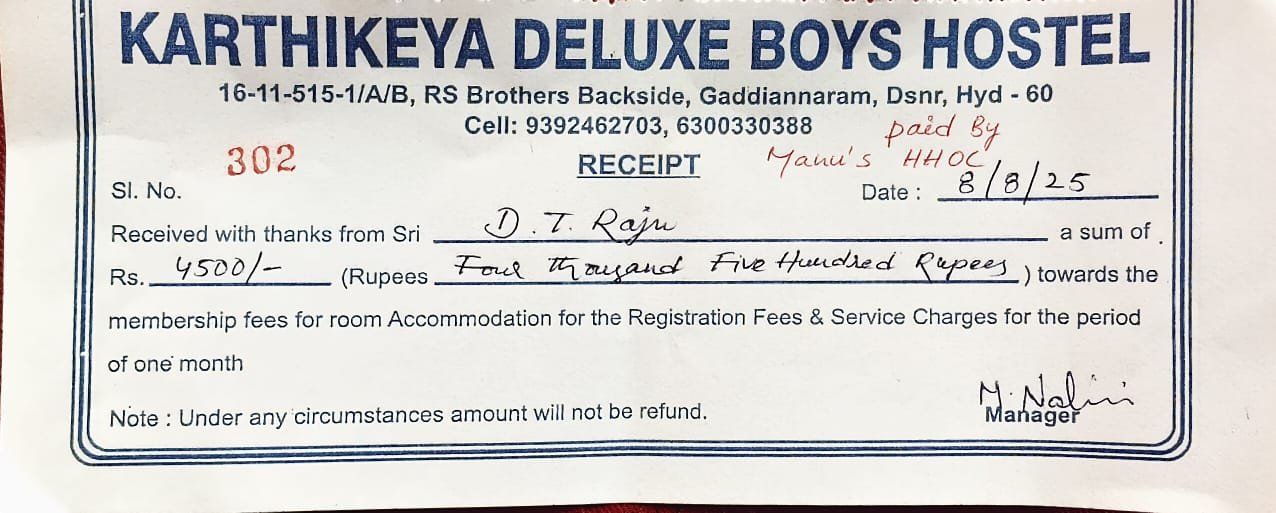 KARTHIKEYA DELUXE BOYS HOSTEL
16-11-515-1/A/B, RS Brothers Backside, Gaddiannaram, Dsnr, Hyd - 60
Cell: 9392462703, 6300330388
paid By
Manu's HHOC
302
RECEIPT
Sl. No.
Date : 8/8/25
Received with thanks from Sri D. T. Raju a sum of
Rs. 4500/- (Rupees Four thousand Five Hundred Rupees ) towards the
membership fees for room Accommodation for the Registration Fees & Service Charges for the period
of one month
M. Nalini
Note : Under any circumstances amount will not be refund.
Manager